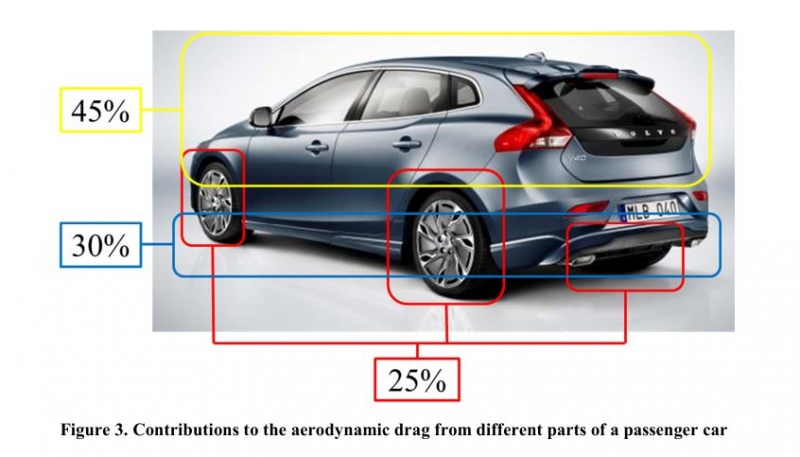 45%
VOLVO
V40
MLB 040
30%
25%
Figure 3. Contributions to the aerodynamic drag from different parts of a passenger car